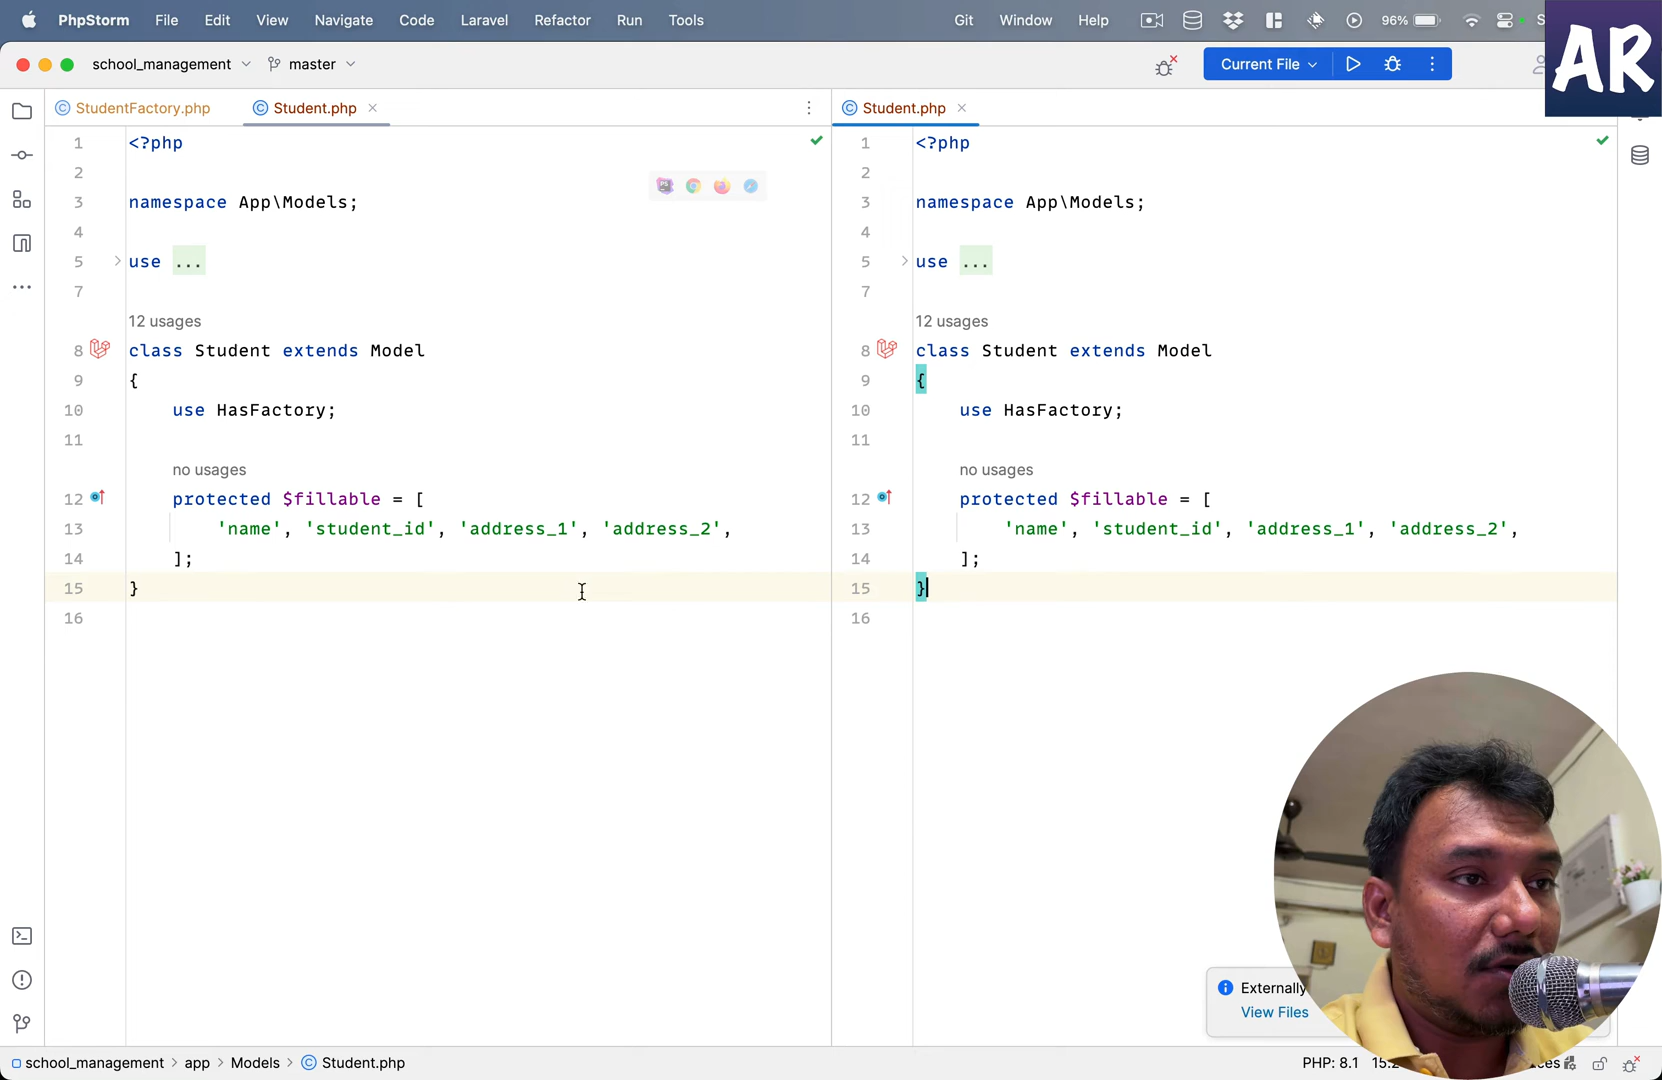 PhpStorm File Edit View Navigate Code Laravel Refactor Run Tools Git Window Help 96%
AR
school_management master Current File
StudentFactory.php Student.php
1 <?php
2
3 namespace App\Models;
4
5 use ...
7
12 usages
8 class Student extends Model
9 {
10 use HasFactory;
11
no usages
12 protected $fillable = [
13 'name', 'student_id', 'address_1', 'address_2',
14 ];
15 }
16
Student.php
1 <?php
2
3 namespace App\Models;
4
5 use ...
7
12 usages
8 class Student extends Model
9 {
10 use HasFactory;
11
no usages
12 protected $fillable = [
13 'name', 'student_id', 'address_1', 'address_2',
14 ];
15 }
16
Externally
View Files
school_management > app > Models > Student.php PHP: 8.1